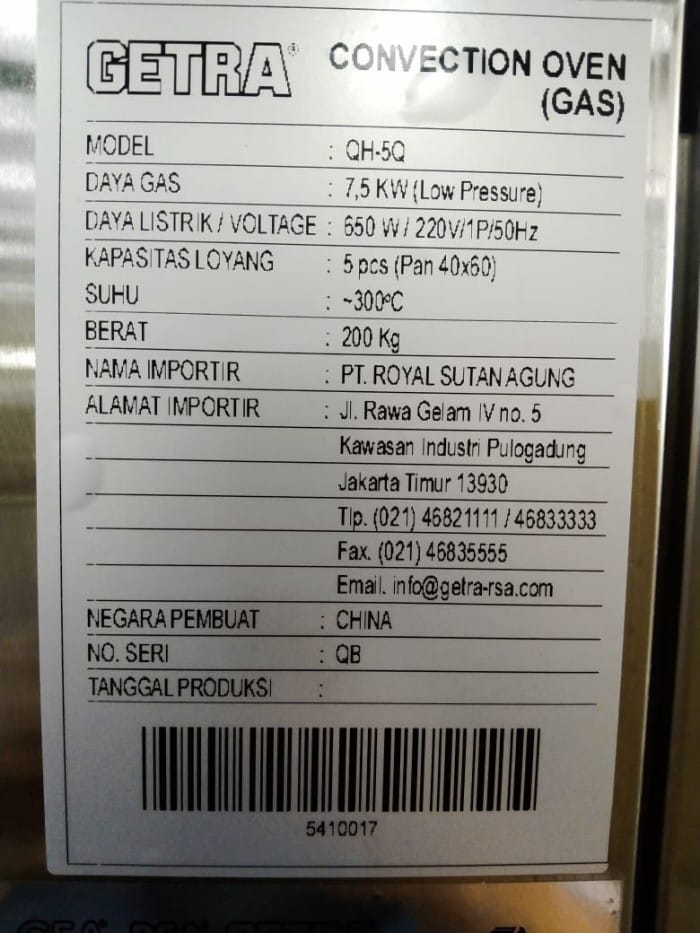 GETRA®
CONVECTION OVEN
(GAS)
MODEL : QH-5Q
DAYA GAS : 7,5 KW (Low Pressure)
DAYA LISTRIK / VOLTAGE : 650 W / 220V/1P/50Hz
KAPASITAS LOYANG : 5 pcs (Pan 40x60)
SUHU : ~300ºC
BERAT : 200 Kg
NAMA IMPORTIR : PT. ROYAL SUTAN AGUNG
ALAMAT IMPORTIR : Jl. Rawa Gelam IV no. 5
Kawasan Industri Pulogadung
Jakarta Timur 13930
Tlp. (021) 46821111 / 46833333
Fax. (021) 46835555
Email. info@getra-rsa.com
NEGARA PEMBUAT : CHINA
NO. SERI : QB
TANGGAL PRODUKSI :
5410017